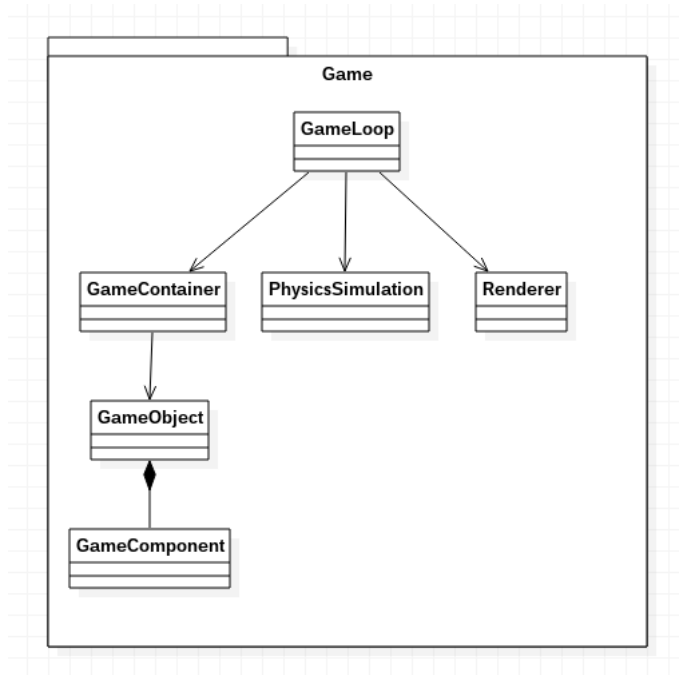 Game
GameLoop
GameContainer
PhysicsSimulation
Renderer
GameObject
GameComponent